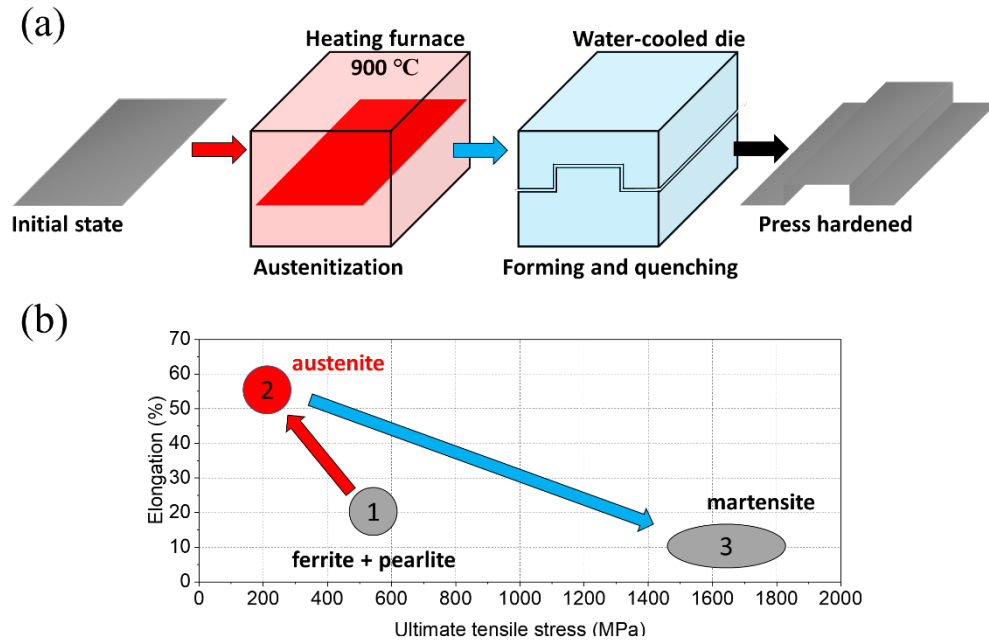 (a)
Heating furnace
900 °C
Water-cooled die
Initial state
Austenitization
Forming and quenching
Press hardened
(b)
70
60
50
40
30
20
10
0
Elongation (%)
austenite
2
1
ferrite + pearlite
martensite
3
0 200 400 600 800 1000 1200 1400 1600 1800 2000
Ultimate tensile stress (MPa)